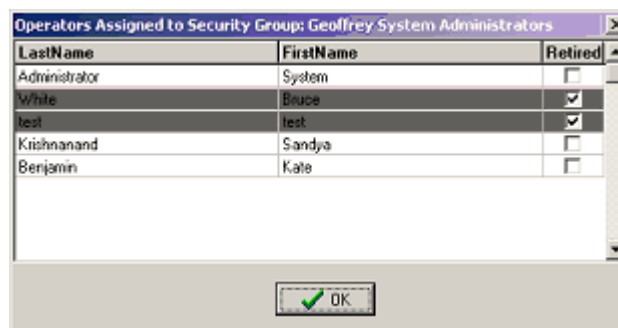 Operators Assigned to Security Group: Geoffrey System Administrators
LastName FirstName Retired
Administrator System
White Bruce
test test
Krishnanand Sandya
Benjamin Kate
OK